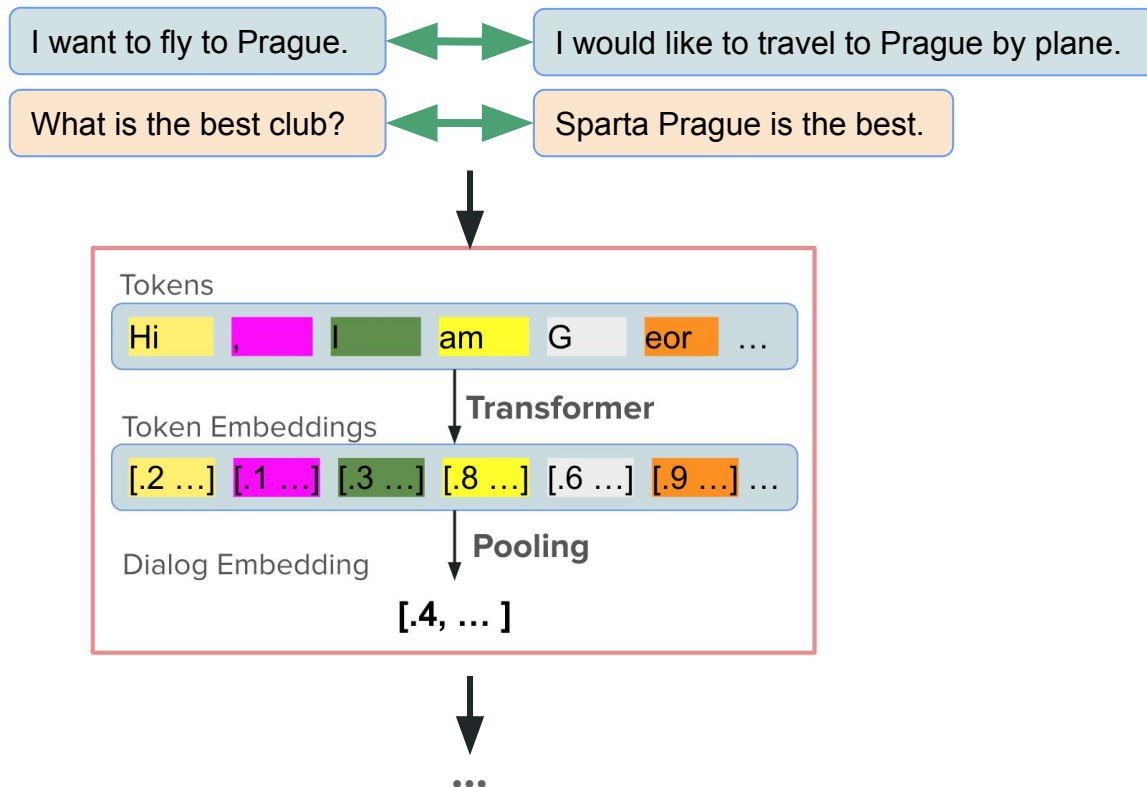 I want to fly to Prague.
I would like to travel to Prague by plane.
What is the best club?
Sparta Prague is the best.
Tokens
Hi , I am G eor …
Transformer
Token Embeddings
[.2 …] [.1 …] [.3 …] [.8 …] [.6 …] [.9 …] …
Pooling
Dialog Embedding
[.4, … ]
...